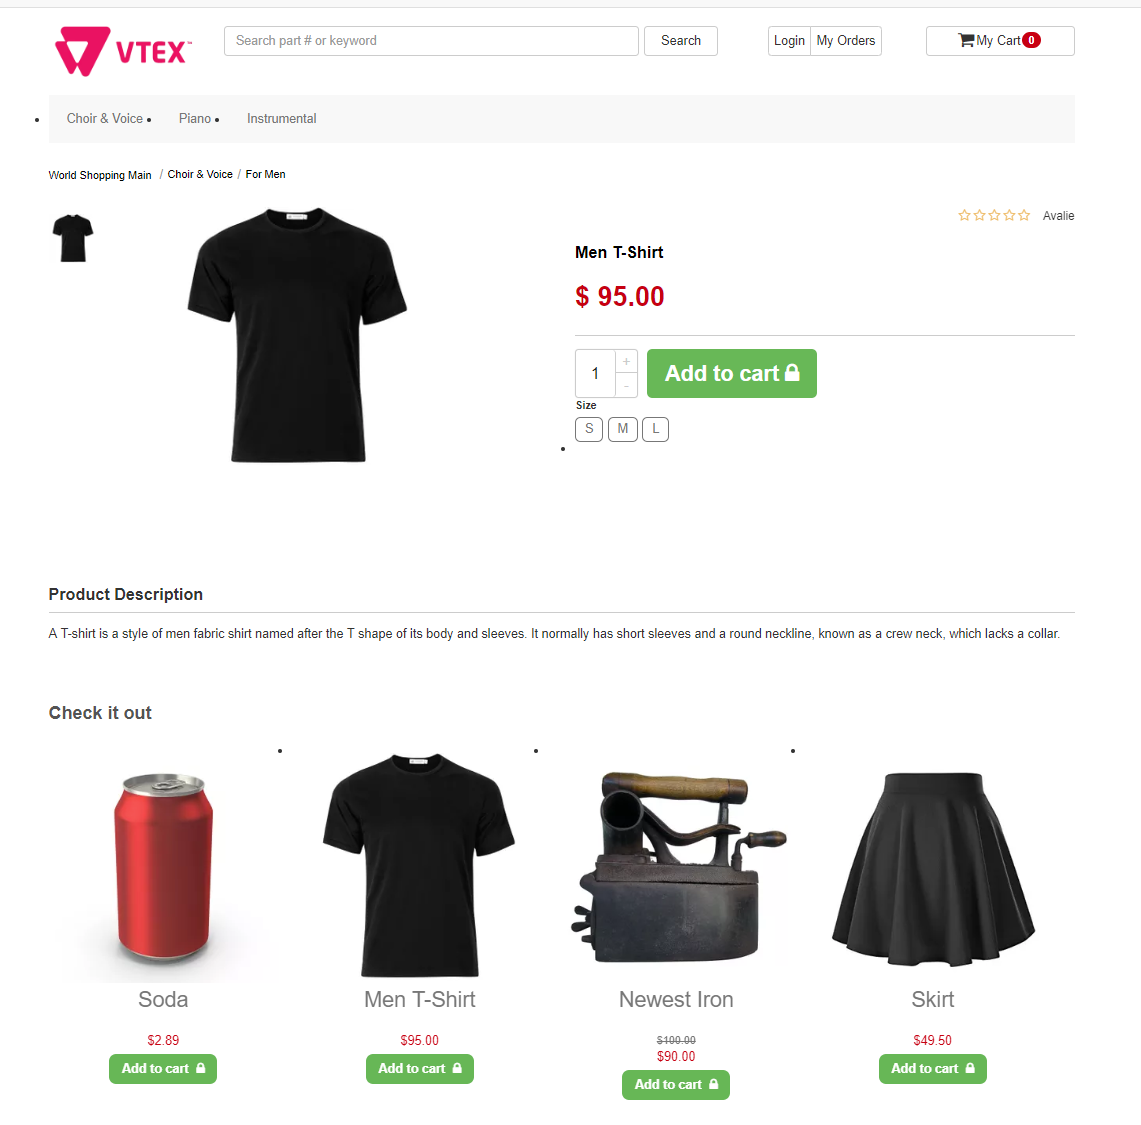 VTEX™
Search part # or keyword
Search
Login
My Orders
My Cart 0
Choir & Voice
Piano
Instrumental
World Shopping Main / Choir & Voice / For Men
Avalie
Men T-Shirt
$ 95.00
1
+
-
Add to cart
Size
S
M
L
Product Description
A T-shirt is a style of men fabric shirt named after the T shape of its body and sleeves. It normally has short sleeves and a round neckline, known as a crew neck, which lacks a collar.
Check it out
Soda
$2.89
Add to cart
Men T-Shirt
$95.00
Add to cart
Newest Iron
$100.00
$90.00
Add to cart
Skirt
$49.50
Add to cart